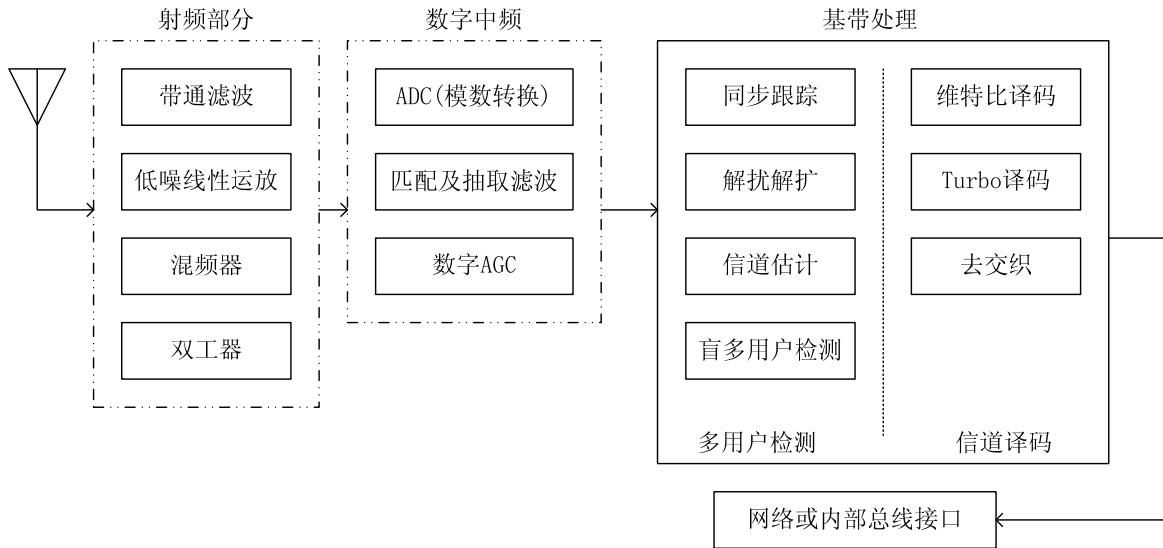 射频部分
数字中频
基带处理
带通滤波
低噪线性运放
混频器
双工器
ADC(模数转换)
匹配及抽取滤波
数字AGC
同步跟踪
解扰解扩
信道估计
盲多用户检测
多用户检测
维特比译码
Turbo译码
去交织
信道译码
网络或内部总线接口